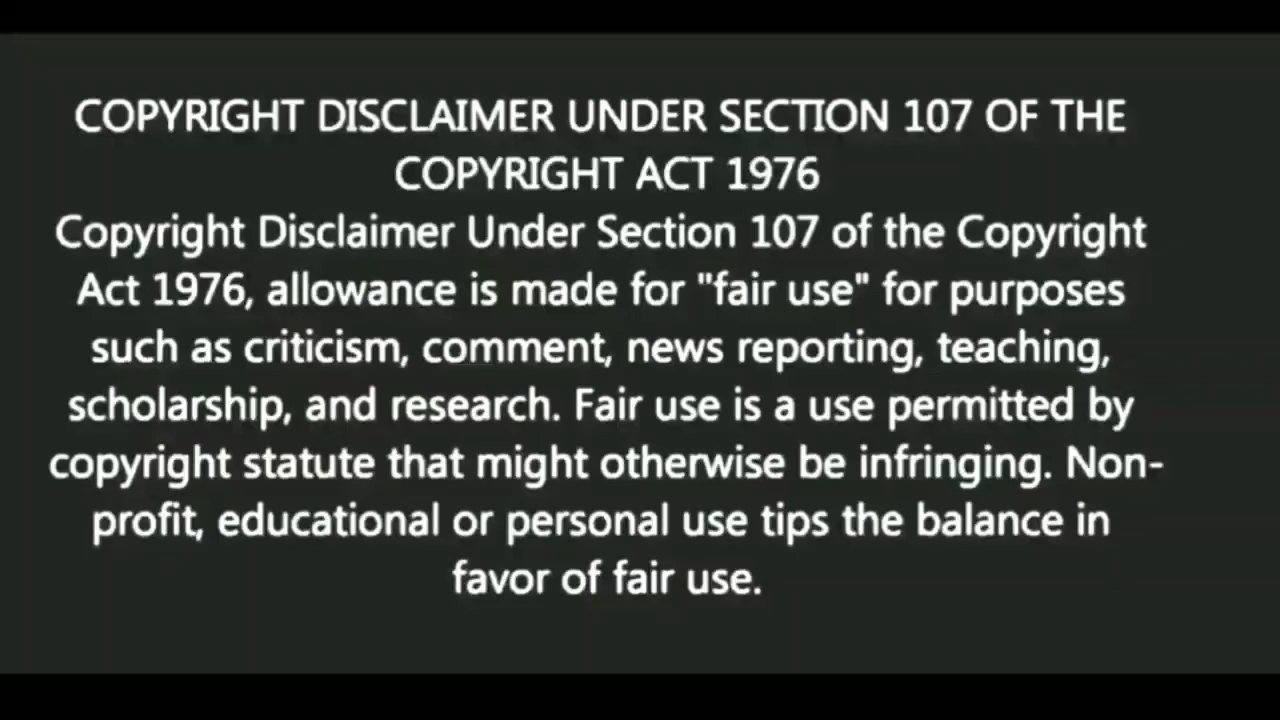 COPYRIGHT DISCLAIMER UNDER SECTION 107 OF THE
COPYRIGHT ACT 1976
Copyright Disclaimer Under Section 107 of the Copyright
Act 1976, allowance is made for "fair use" for purposes
such as criticism, comment, news reporting, teaching,
scholarship, and research. Fair use is a use permitted by
copyright statute that might otherwise be infringing. Non-
profit, educational or personal use tips the balance in
favor of fair use.